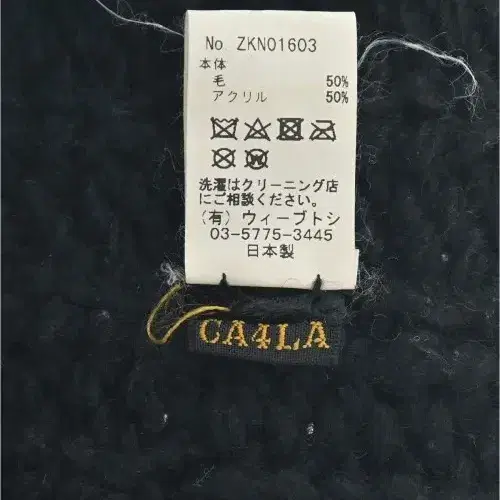 No. ZKN01603
本体
毛 50%
アクリル 50%
洗濯はクリーニング店
にご相談ください。
(有) ウィーブトシ
03-5775-3445
日本製
CA4LA